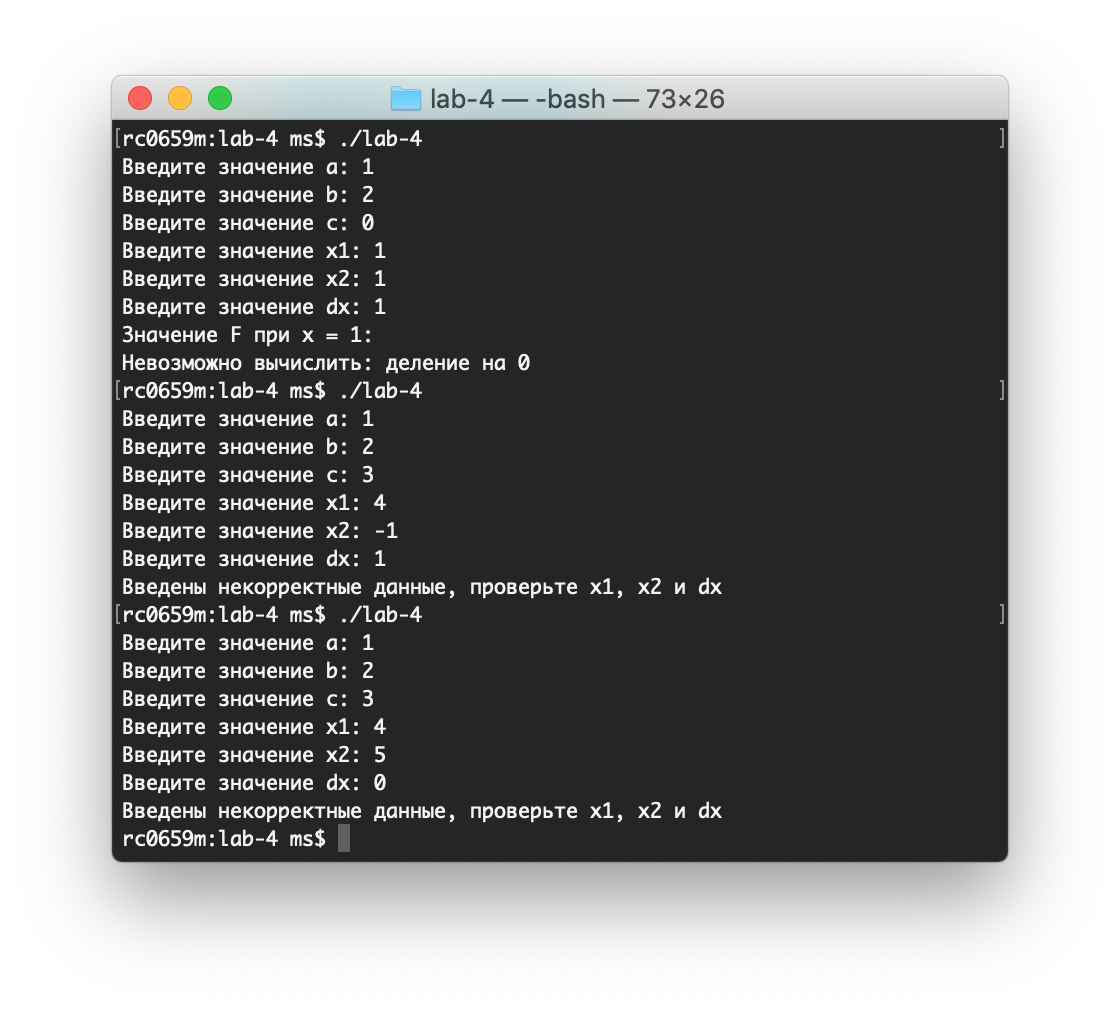 lab-4 — -bash — 73×26
[rc0659m:lab-4 ms$ ./lab-4 ]
Введите значение a: 1
Введите значение b: 2
Введите значение c: 0
Введите значение x1: 1
Введите значение x2: 1
Введите значение dx: 1
Значение F при x = 1:
Невозможно вычислить: деление на 0
[rc0659m:lab-4 ms$ ./lab-4 ]
Введите значение a: 1
Введите значение b: 2
Введите значение c: 3
Введите значение x1: 4
Введите значение x2: -1
Введите значение dx: 1
Введены некорректные данные, проверьте x1, x2 и dx
[rc0659m:lab-4 ms$ ./lab-4 ]
Введите значение a: 1
Введите значение b: 2
Введите значение c: 3
Введите значение x1: 4
Введите значение x2: 5
Введите значение dx: 0
Введены некорректные данные, проверьте x1, x2 и dx
rc0659m:lab-4 ms$